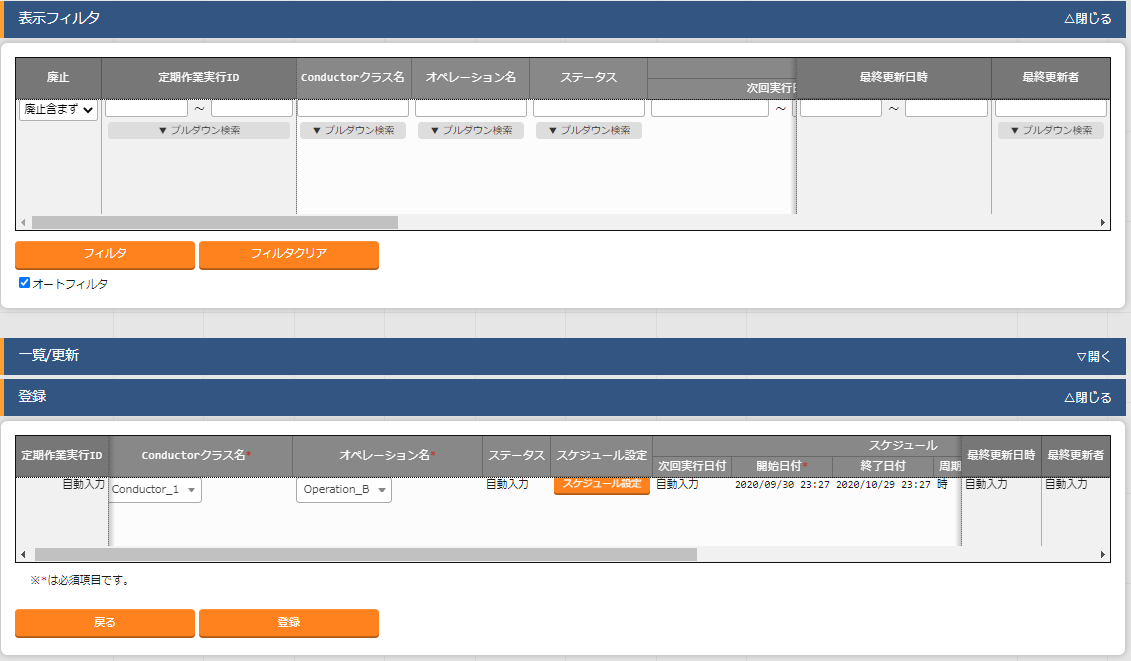 表示フィルタ △閉じる
廃止 定期作業実行ID Conductorクラス名 オペレーション名 ステータス 最終更新日時 最終更新者
次回実行
廃止含まず ～ ～ ～
▼ プルダウン検索 ▼ プルダウン検索 ▼ プルダウン検索 ▼ プルダウン検索 ▼ プルダウン検索
フィルタ フィルタクリア
オートフィルタ
一覧/更新 ▽開く
登録 △閉じる
スケジュール
定期作業実行ID Conductorクラス名* オペレーション名* ステータス スケジュール設定 最終更新日時 最終更新者
次回実行日付 開始日付* 終了日付 周期
自動入力 Conductor_1 Operation_B 自動入力 スケジュール設定 自動入力 2020/09/30 23:27 2020/10/29 23:27 時 自動入力 自動入力
※*は必須項目です。
戻る 登録